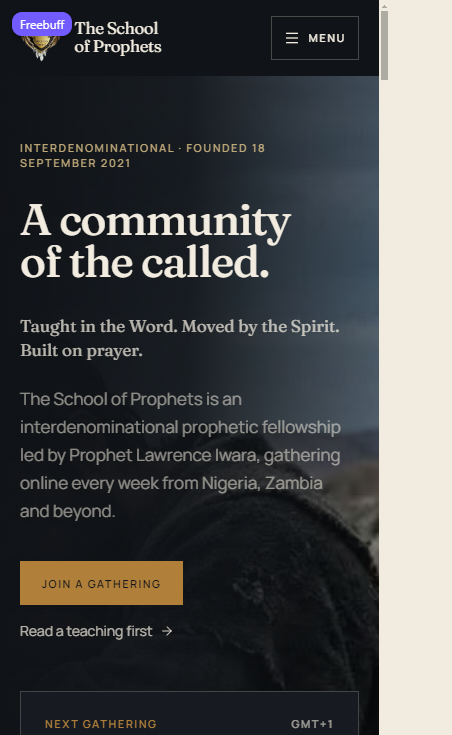 Freebuff
The School
of Prophets
MENU
INTERDENOMINATIONAL · FOUNDED 18
SEPTEMBER 2021
A community
of the called.
Taught in the Word. Moved by the Spirit.
Built on prayer.
The School of Prophets is an
interdenominational prophetic fellowship
led by Prophet Lawrence Iwara, gathering
online every week from Nigeria, Zambia
and beyond.
JOIN A GATHERING
Read a teaching first →
NEXT GATHERING GMT+1